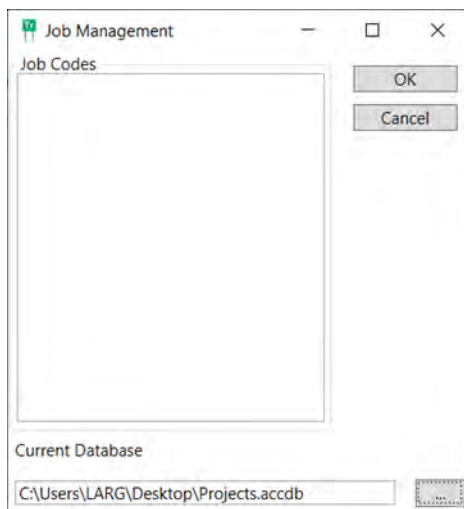 Job Management
Job Codes
OK
Cancel
Current Database
C:\Users\LARG\Desktop\Projects.accdb
...